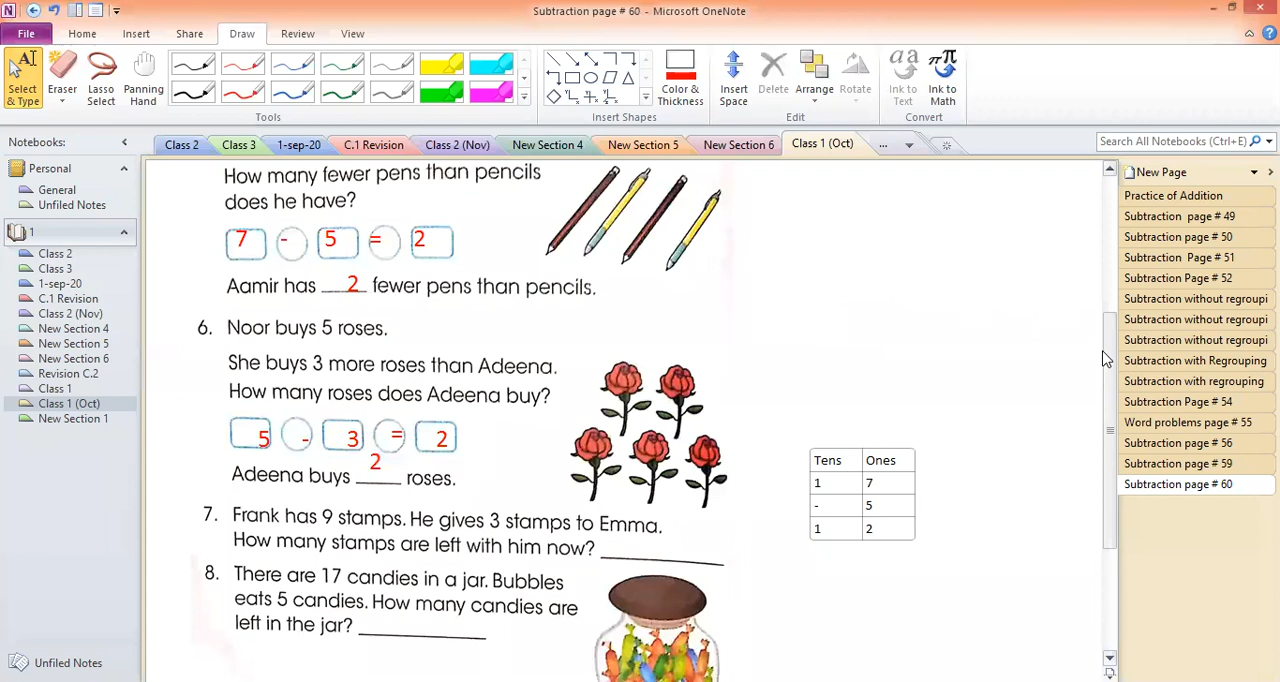 Subtraction page # 60 - Microsoft OneNote
File Home Insert Share Draw Review View
Select & Type
Eraser
Lasso Select
Panning Hand
Color & Thickness
Insert Space
Delete
Arrange
Rotate
Ink to Text
Ink to Math
Tools
Insert Shapes
Edit
Convert
Notebooks:
Class 2 Class 3 1-sep-20 C.1 Revision Class 2 (Nov) New Section 4 New Section 5 New Section 6 Class 1 (Oct) ...
Search All Notebooks (Ctrl+E)
Personal
General
Unfiled Notes
1
Class 2
Class 3
1-sep-20
C.1 Revision
Class 2 (Nov)
New Section 4
New Section 5
New Section 6
Revision C.2
Class 1
Class 1 (Oct)
New Section 1
Unfiled Notes
How many fewer pens than pencils
does he have?
7 - 5 = 2
Aamir has 2 fewer pens than pencils.
6. Noor buys 5 roses.
She buys 3 more roses than Adeena.
How many roses does Adeena buy?
5 - 3 = 2
Adeena buys 2 roses.
7. Frank has 9 stamps. He gives 3 stamps to Emma.
How many stamps are left with him now?
8. There are 17 candies in a jar. Bubbles
eats 5 candies. How many candies are
left in the jar?
Tens Ones
1 7
- 5
1 2
New Page
Practice of Addition
Subtraction page # 49
Subtraction page # 50
Subtraction Page # 51
Subtraction Page # 52
Subtraction without regroupi
Subtraction without regroupi
Subtraction without regroupi
Subtraction with Regrouping
Subtraction with regrouping
Subtraction Page # 54
Word problems page # 55
Subtraction page # 56
Subtraction page # 59
Subtraction page # 60